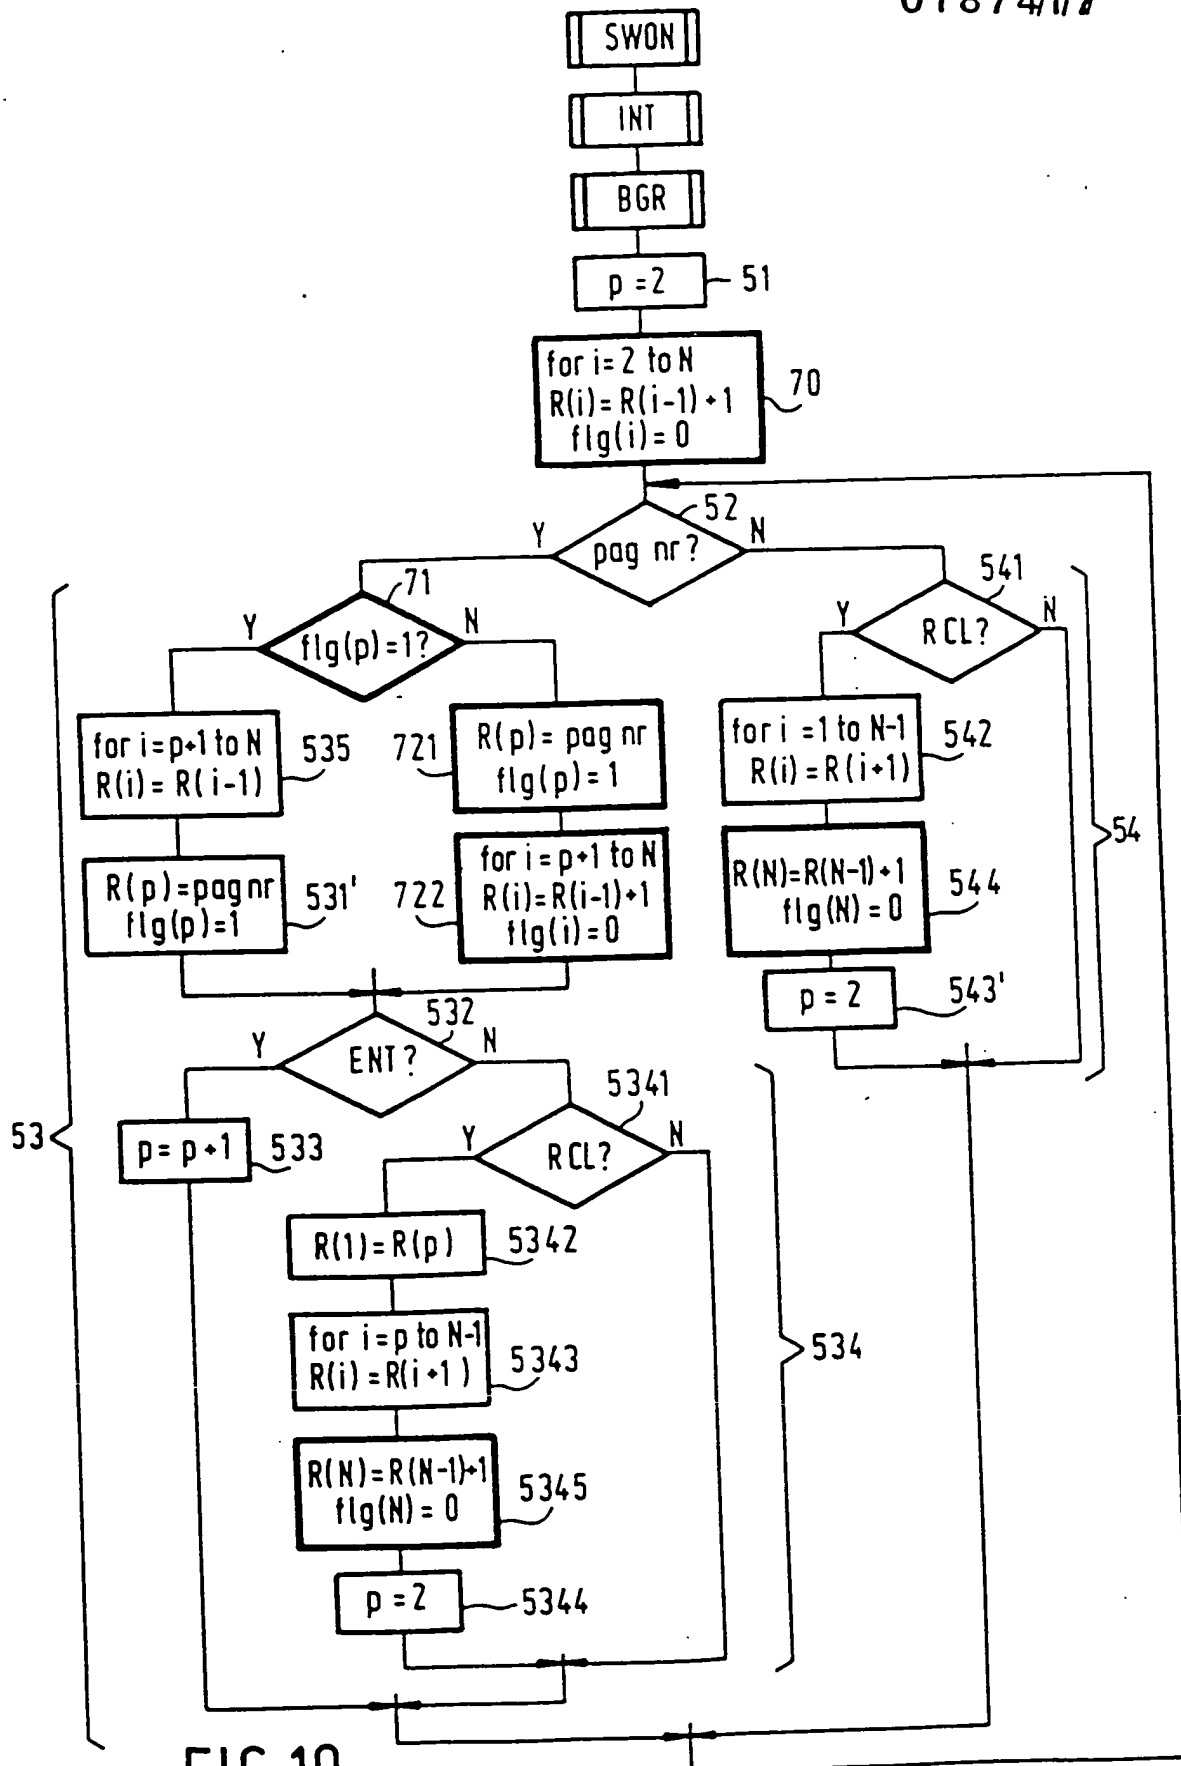 SWON
INT
BGR
p = 2
51
for i = 2 to N
R(i) = R(i-1) + 1
flg(i) = 0
70
52
Y
pag nr?
N
71
Y
flg(p) = 1?
N
541
Y
RCL?
N
for i = p+1 to N
R(i) = R(i-1)
535
721
R(p) = pag nr
flg(p) = 1
for i = 1 to N-1
R(i) = R(i+1)
542
R(p) = pag nr
flg(p) = 1
531'
722
for i = p+1 to N
R(i) = R(i-1)+1
flg(i) = 0
R(N) = R(N-1)+1
flg(N) = 0
544
54
p = 2
543'
532
Y
ENT?
N
5341
Y
RCL?
N
53
p = p+1
533
R(1) = R(p)
5342
for i = p to N-1
R(i) = R(i+1)
5343
534
R(N) = R(N-1)+1
flg(N) = 0
5345
p = 2
5344
FIG.10